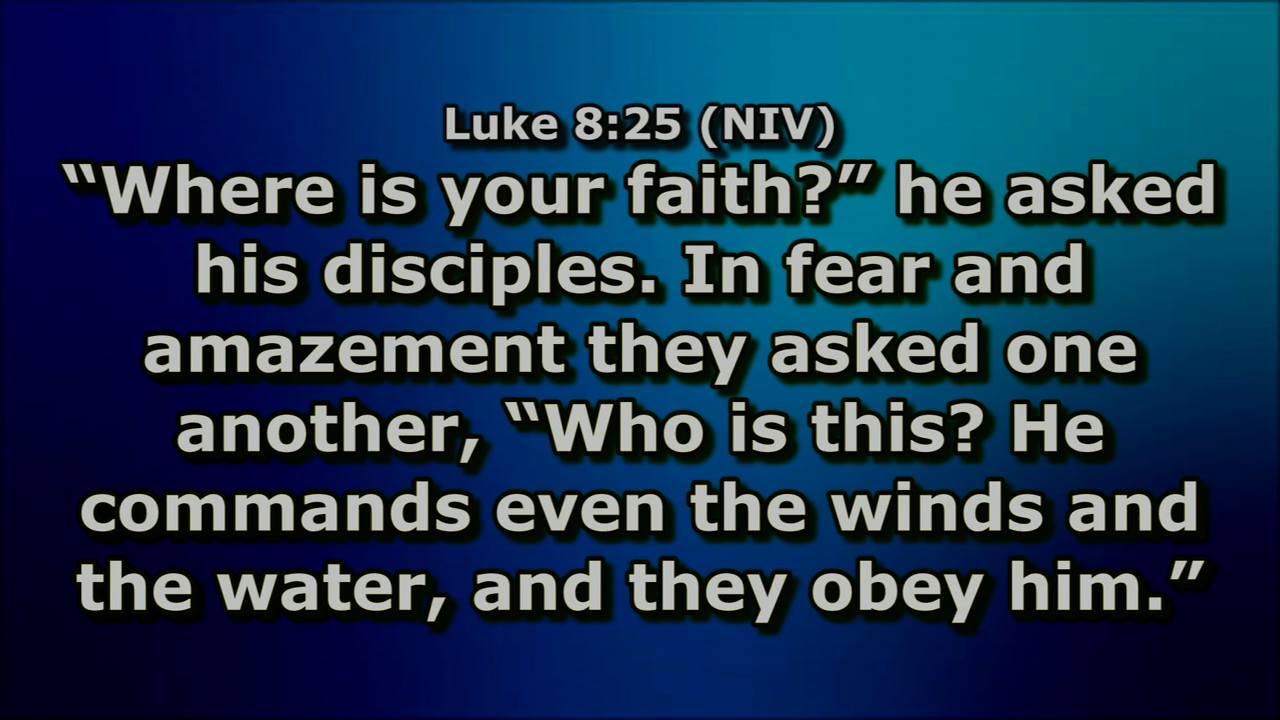 Luke 8:25 (NIV)
“Where is your faith?” he asked
his disciples. In fear and
amazement they asked one
another, “Who is this? He
commands even the winds and
the water, and they obey him.”